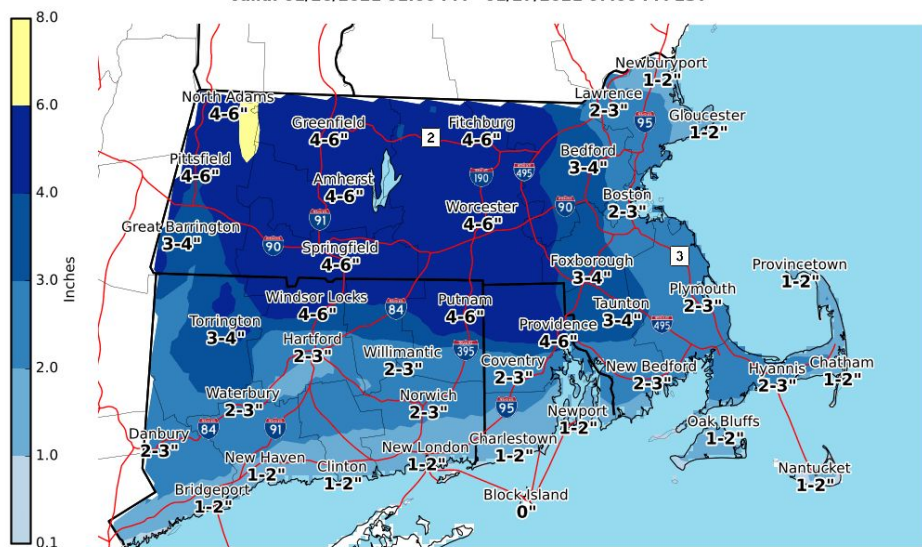 8.0
6.0
4.0
3.0
2.0
1.0
0.1
Inches
Newburyport
1-2"
Lawrence
2-3"
95
Gloucester
1-2"
North Adams
4-6"
Greenfield
4-6"
2
Fitchburg
4-6"
Bedford
3-4"
Pittsfield
4-6"
Amherst
4-6"
190
495
Boston
2-3"
Worcester
4-6"
90
91
Great Barrington
3-4"
90
Springfield
4-6"
3
Foxborough
3-4"
Provincetown
1-2"
Plymouth
2-3"
Windsor Locks
4-6"
84
Putnam
4-6"
Taunton
3-4"
495
Torrington
3-4"
Hartford
2-3"
Providence
4-6"
Willimantic
2-3"
395
Coventry
2-3"
New Bedford
2-3"
Hyannis
2-3"
Chatham
1-2"
Waterbury
2-3"
Norwich
2-3"
95
Newport
1-2"
Oak Bluffs
1-2"
Danbury
2-3"
84
91
New Haven
1-2"
Clinton
1-2"
New London
1-2"
Charlestown
1-2"
Nantucket
1-2"
Bridgeport
1-2"
Block Island
0"